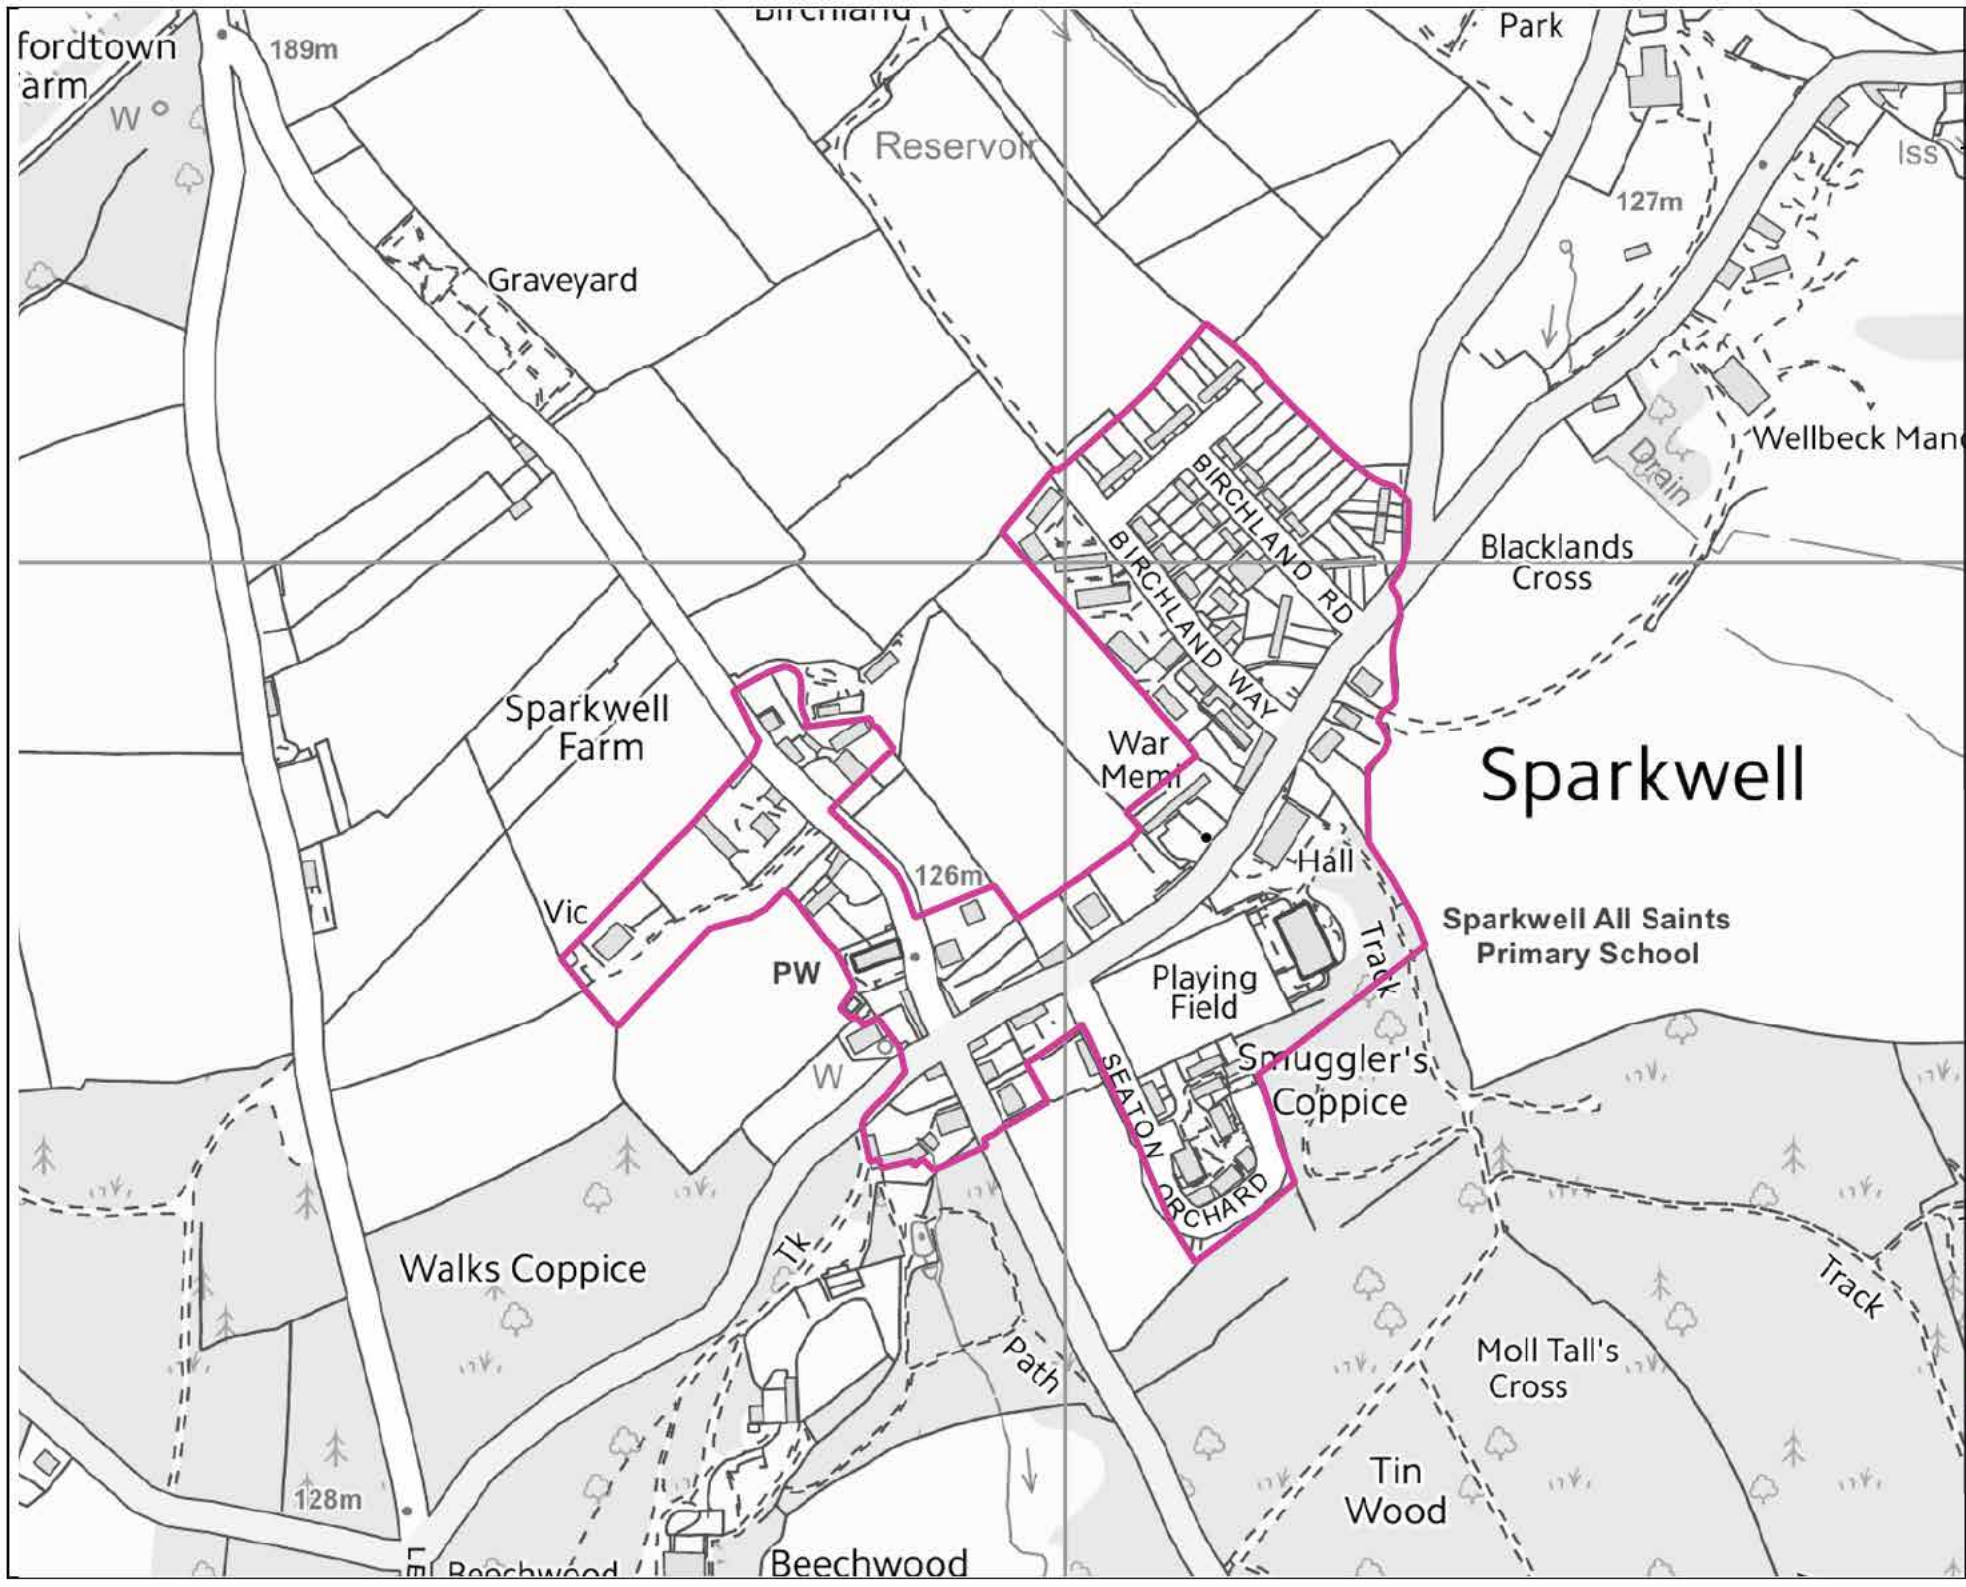 Park
fordtown
arm
189m
W
Reservoir
Iss
127m
Graveyard
Wellbeck Man
Drain
BIRCHLAND RD
BIRCHLAND WAY
Blacklands
Cross
Sparkwell
Farm
War
Meml
Sparkwell
Hall
126m
Vic
Track
Sparkwell All Saints
Primary School
PW
Playing
Field
W
SEATON
ORCHARD
Smuggler's
Coppice
Walks Coppice
Tk
Track
Path
Moll Tall's
Cross
Tin
Wood
128m
Beechwood